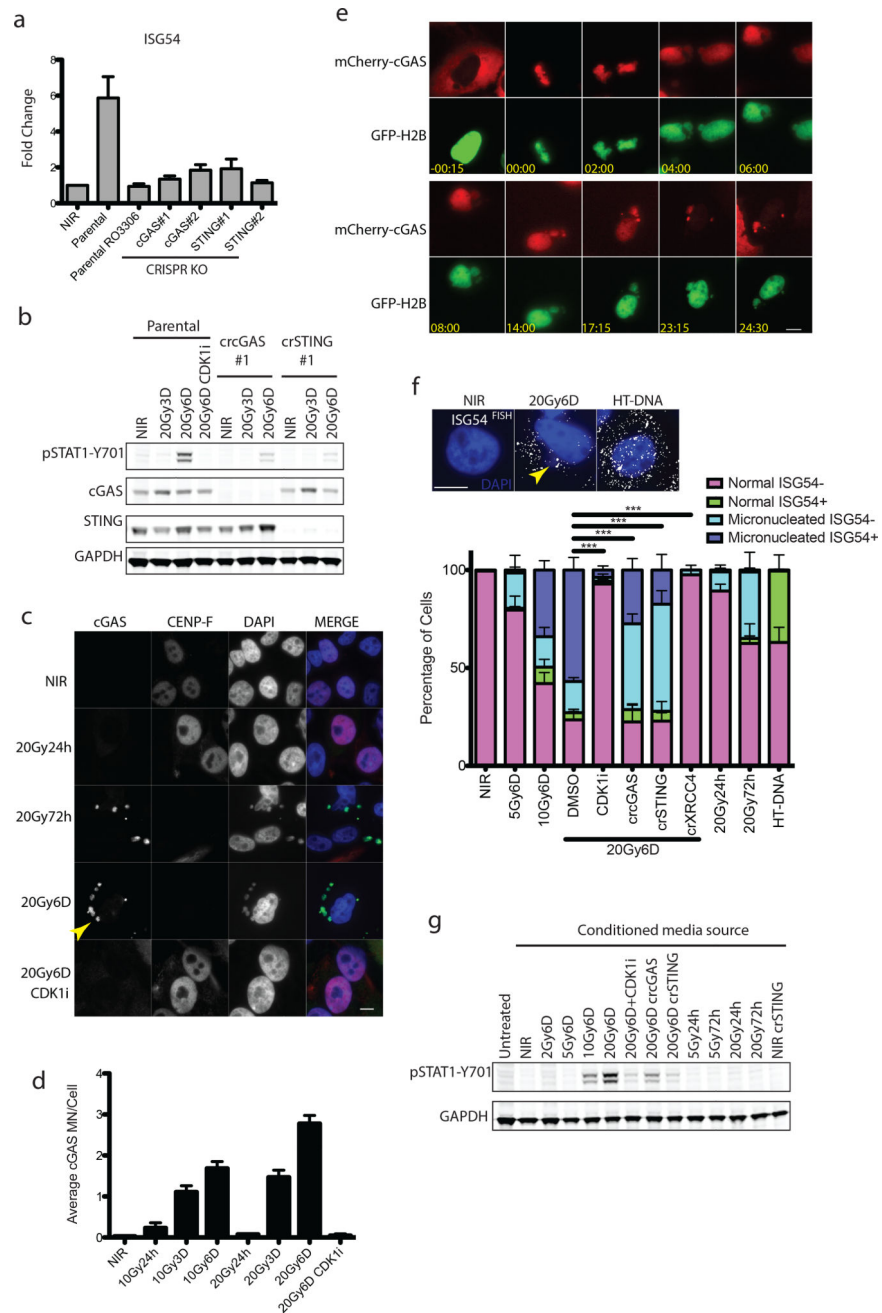 a
ISG54
Fold Change
8
6
4
2
0
NIR
Parental
Parental RO3306
cGAS#1
cGAS#2
STING#1
STING#2
CRISPR KO
b
Parental
crcGAS #1
crSTING #1
NIR
20Gy3D
20Gy6D
20Gy6D CDK1i
NIR
20Gy3D
20Gy6D
NIR
20Gy3D
20Gy6D
pSTAT1-Y701
cGAS
STING
GAPDH
c
cGAS CENP-F DAPI MERGE
NIR
20Gy24h
20Gy72h
20Gy6D
20Gy6D
CDK1i
d
Average cGAS MN/Cell
4
3
2
1
0
NIR
10Gy24h
10Gy3D
10Gy6D
20Gy24h
20Gy3D
20Gy6D
20Gy6D CDK1i
e
mCherry-cGAS
GFP-H2B
-00:15 00:00 02:00 04:00 06:00
mCherry-cGAS
GFP-H2B
08:00 14:00 17:15 23:15 24:30
f
NIR 20Gy6D HT-DNA
ISG54 FISH
DAPI
Normal ISG54-
Normal ISG54+
Micronucleated ISG54-
Micronucleated ISG54+
***
***
***
***
Percentage of Cells
100
50
0
NIR
5Gy6D
10Gy6D
DMSO
CDK1i
crcGAS
crSTING
crXRCC4
20Gy24h
20Gy72h
HT-DNA
20Gy6D
g
Conditioned media source
Untreated
NIR
2Gy6D
5Gy6D
10Gy6D
20Gy6D
20Gy6D+CDK1i
20Gy6D crcGAS
20Gy6D crSTING
5Gy24h
5Gy72h
20Gy24h
20Gy72h
NIR crSTING
pSTAT1-Y701
GAPDH